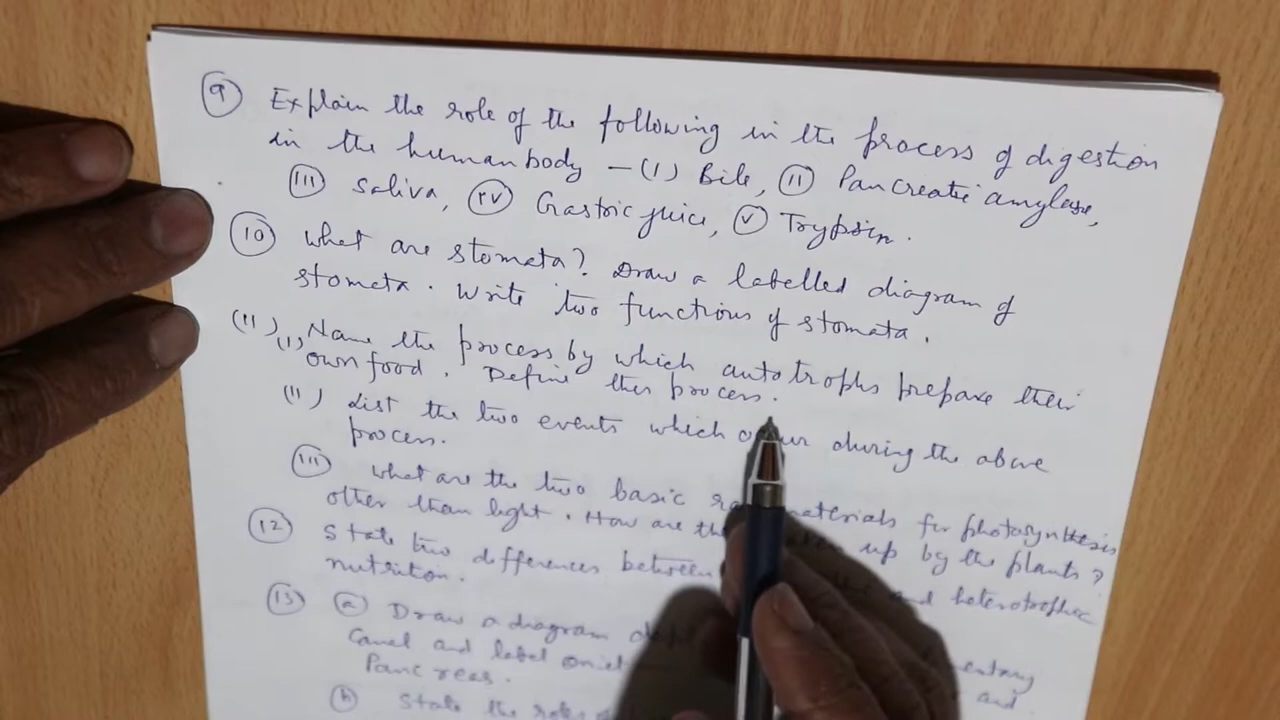 9 Explain the role of the following in the process of digestion
in the human body – (I) Bile, (II) Pancreatic amylase,
(III) Saliva, (IV) Gastric juice, (V) Trypsin.
10 What are stomata? Draw a labelled diagram of
stomata. Write two functions of stomata.
(11) (I) Name the process by which autotrophs prepare their
own food. Define this process.
(II) List the two events which occur during the above
process.
(III) What are the two basic raw materials for photosynthesis
other than light. How are up by the plants?
12 State two differences between and heterotrophic
nutrition.
13 (a) Draw a diagram
Canal and label on it
Pancreas. and
(b) State the roles